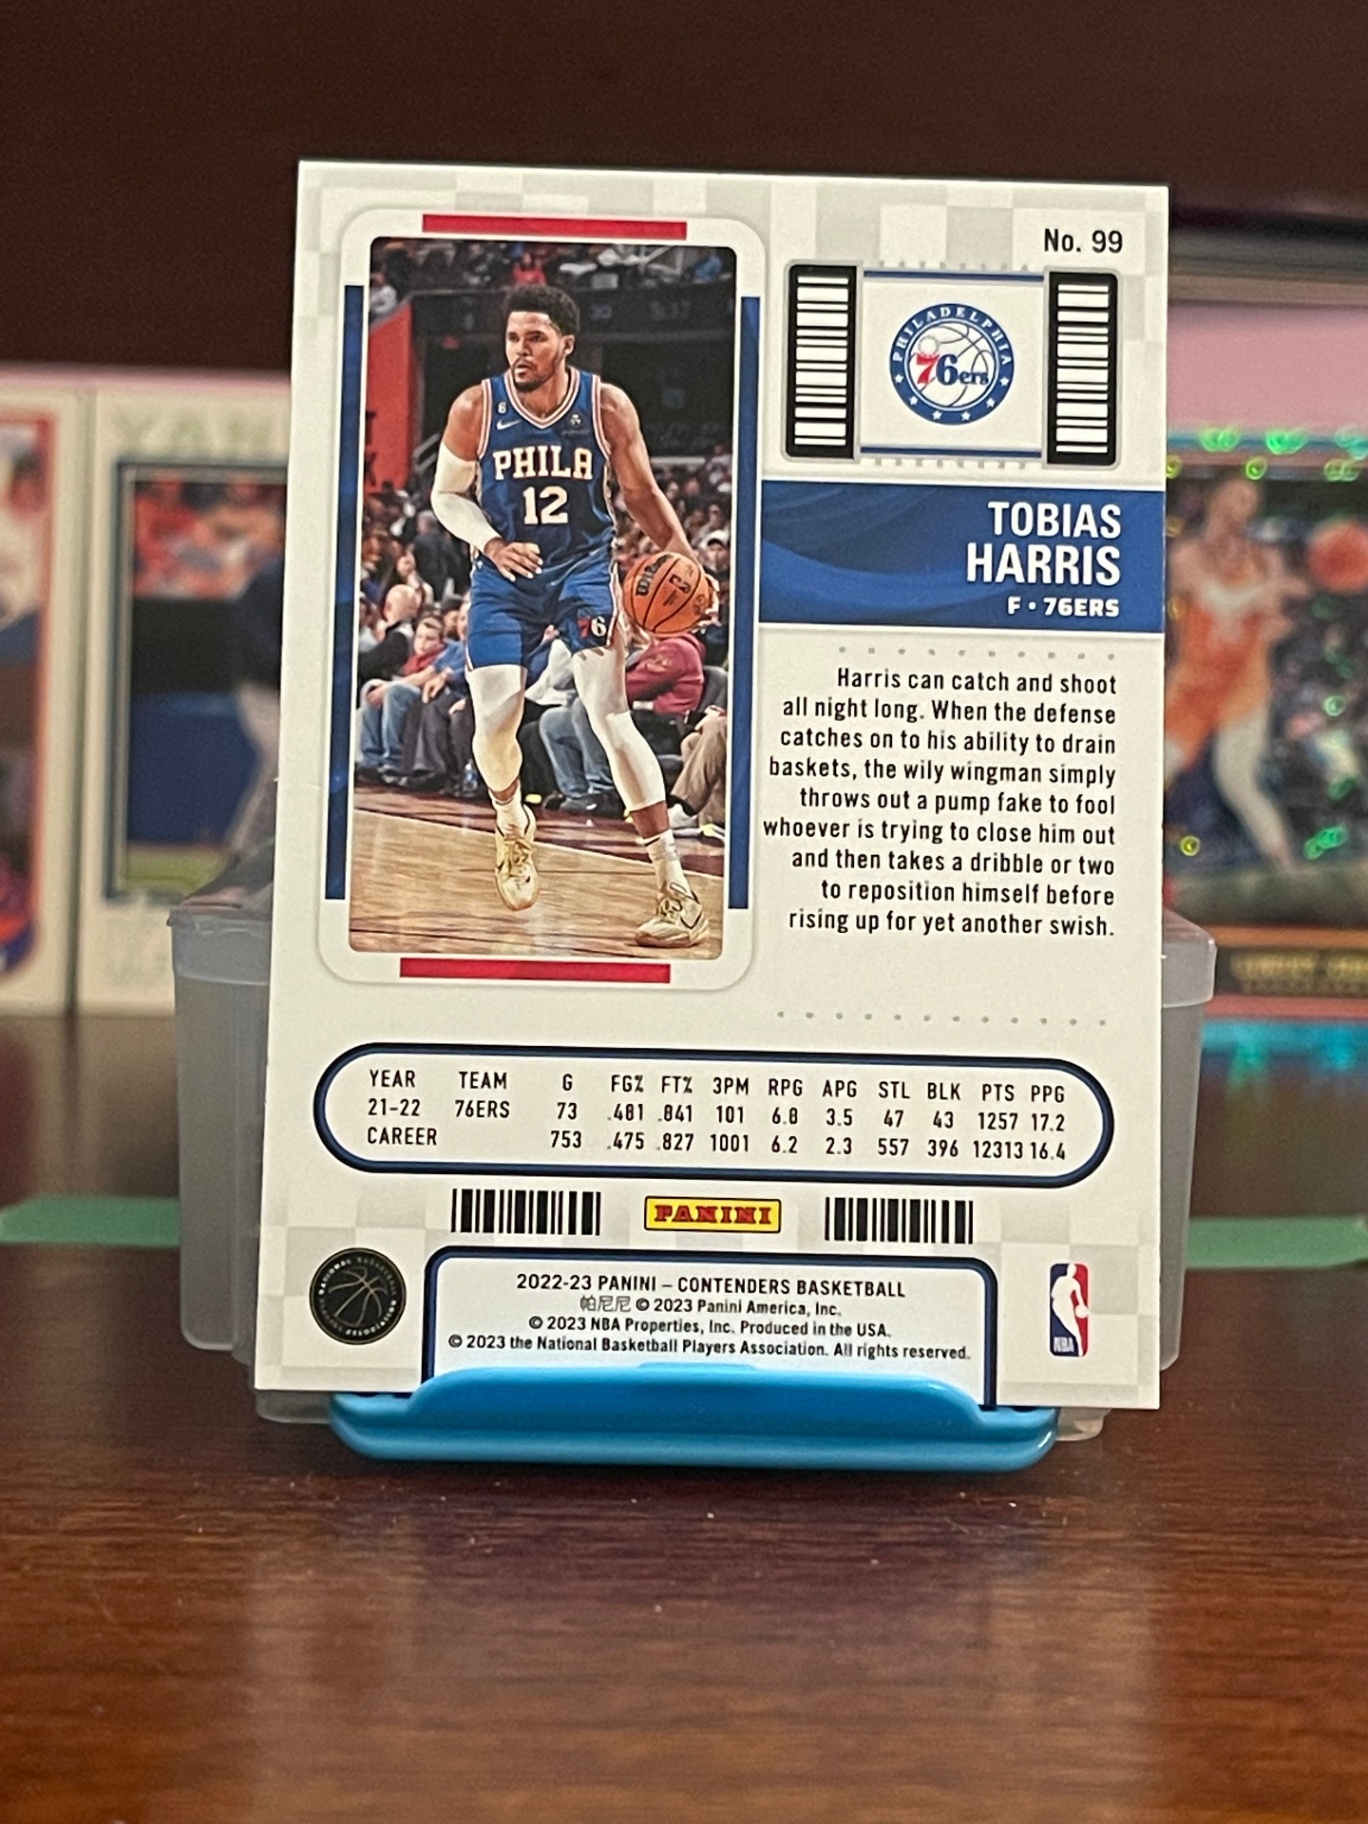 No. 99
PHILADELPHIA
76ers
6
PHILA
12
Wilson
76
TOBIAS
HARRIS
F • 76ERS
Harris can catch and shoot
all night long. When the defense
catches on to his ability to drain
baskets, the wily wingman simply
throws out a pump fake to fool
whoever is trying to close him out
and then takes a dribble or two
to reposition himself before
rising up for yet another swish.
YEAR TEAM G FG% FT% 3PM RPG APG STL BLK PTS PPG
21-22 76ERS 73 .481 .841 101 6.8 3.5 47 43 1257 17.2
CAREER 753 .475 .827 1001 6.2 2.3 557 396 12313 16.4
PANINI
2022-23 PANINI – CONTENDERS BASKETBALL
帕尼尼 © 2023 Panini America, Inc.
© 2023 NBA Properties, Inc. Produced in the USA.
© 2023 the National Basketball Players Association. All rights reserved.
NATIONAL BASKETBALL PLAYERS ASSOCIATION
NBA